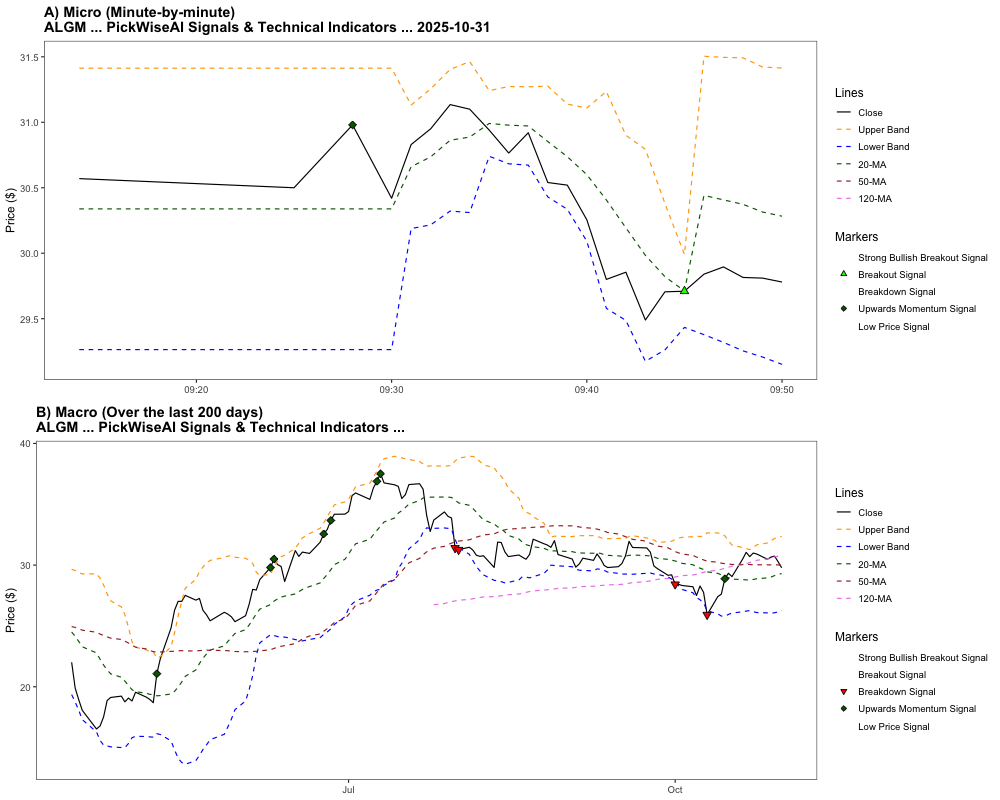 A) Micro (Minute-by-minute)
ALGM ... PickWiseAI Signals & Technical Indicators ... 2025-10-31
Price ($)
31.5
31.0
30.5
30.0
29.5
09:20
09:30
09:40
09:50
Lines
Close
Upper Band
Lower Band
20-MA
50-MA
120-MA
Markers
Strong Bullish Breakout Signal
Breakout Signal
Breakdown Signal
Upwards Momentum Signal
Low Price Signal
B) Macro (Over the last 200 days)
ALGM ... PickWiseAI Signals & Technical Indicators ...
Price ($)
40
30
20
Jul
Oct
Lines
Close
Upper Band
Lower Band
20-MA
50-MA
120-MA
Markers
Strong Bullish Breakout Signal
Breakout Signal
Breakdown Signal
Upwards Momentum Signal
Low Price Signal